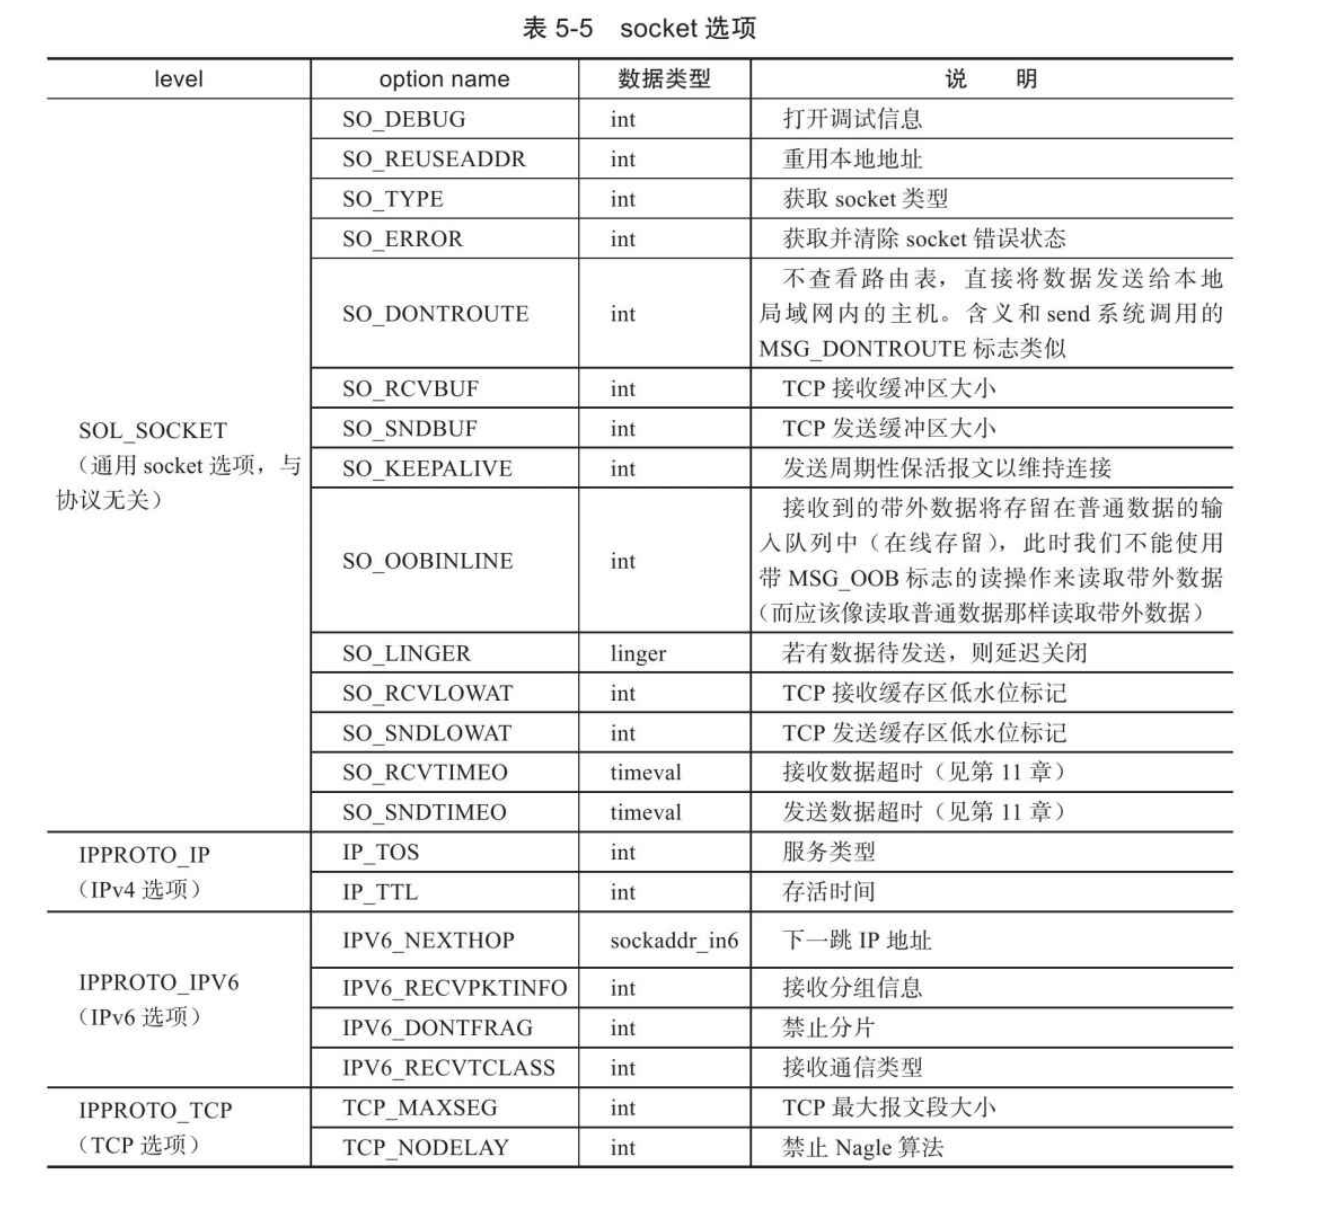 表 5-5 socket 选项
level option name 数据类型 说 明
SOL_SOCKET
（通用 socket 选项，与
协议无关）
SO_DEBUG int 打开调试信息
SO_REUSEADDR int 重用本地地址
SO_TYPE int 获取 socket 类型
SO_ERROR int 获取并清除 socket 错误状态
SO_DONTROUTE int 不查看路由表，直接将数据发送给本地
局域网内的主机。含义和 send 系统调用的
MSG_DONTROUTE 标志类似
SO_RCVBUF int TCP 接收缓冲区大小
SO_SNDBUF int TCP 发送缓冲区大小
SO_KEEPALIVE int 发送周期性保活报文以维持连接
SO_OOBINLINE int 接收到的带外数据将存留在普通数据的输
入队列中（在线存留），此时我们不能使用
带 MSG_OOB 标志的读操作来读取带外数据
（而应该像读取普通数据那样读取带外数据）
SO_LINGER linger 若有数据待发送，则延迟关闭
SO_RCVLOWAT int TCP 接收缓存区低水位标记
SO_SNDLOWAT int TCP 发送缓存区低水位标记
SO_RCVTIMEO timeval 接收数据超时（见第 11 章）
SO_SNDTIMEO timeval 发送数据超时（见第 11 章）
IPPROTO_IP
（IPv4 选项）
IP_TOS int 服务类型
IP_TTL int 存活时间
IPPROTO_IPV6
（IPv6 选项）
IPV6_NEXTHOP sockaddr_in6 下一跳 IP 地址
IPV6_RECVPKTINFO int 接收分组信息
IPV6_DONTFRAG int 禁止分片
IPV6_RECVTCLASS int 接收通信类型
IPPROTO_TCP
（TCP 选项）
TCP_MAXSEG int TCP 最大报文段大小
TCP_NODELAY int 禁止 Nagle 算法